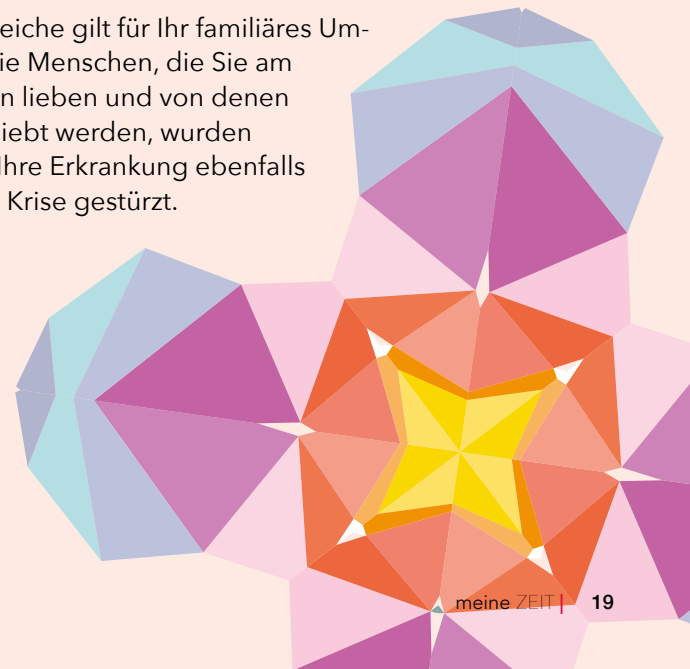 eiche gilt für Ihr familiäres Um-
ie Menschen, die Sie am
n lieben und von denen
liebt werden, wurden
Ihre Erkrankung ebenfalls
Krise gestürzt.
meine ZEIT | 19